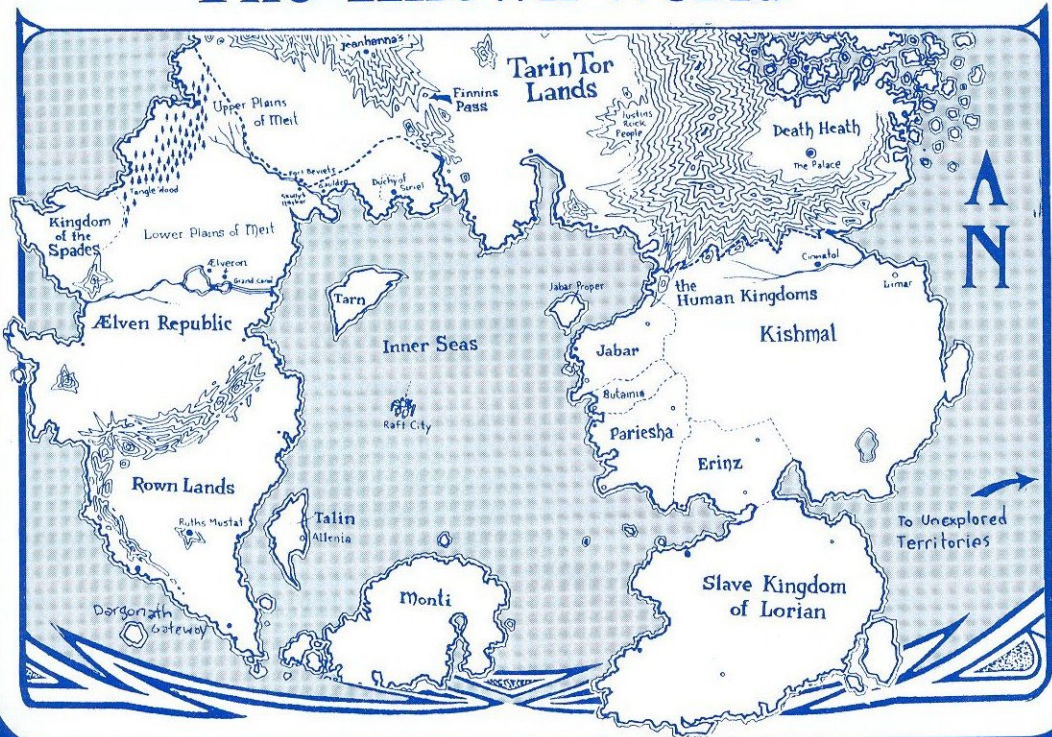 Jeanhenna's
Finnins
Pass
Tarin Tor
Lands
Iustins
Rock
People
Death Heath
The Palace
Upper Plains
of Meit
Tangle Wood
Kingdom
of the
Spades
Lower Plains of Meit
Duchy of
Ælveron
Grand Canal
Ælven Republic
Tarn
Inner Seas
Raft City
Jabar Proper
the
Human Kingdoms
Cinnatol
Limar
Kishmal
Jabar
Butainia
Pariesha
Erinz
N
Rown Lands
Ruths Mustat
Talin
Allenia
Dargonath
Gateway
Monti
Slave Kingdom
of Lorian
To Unexplored
Territories